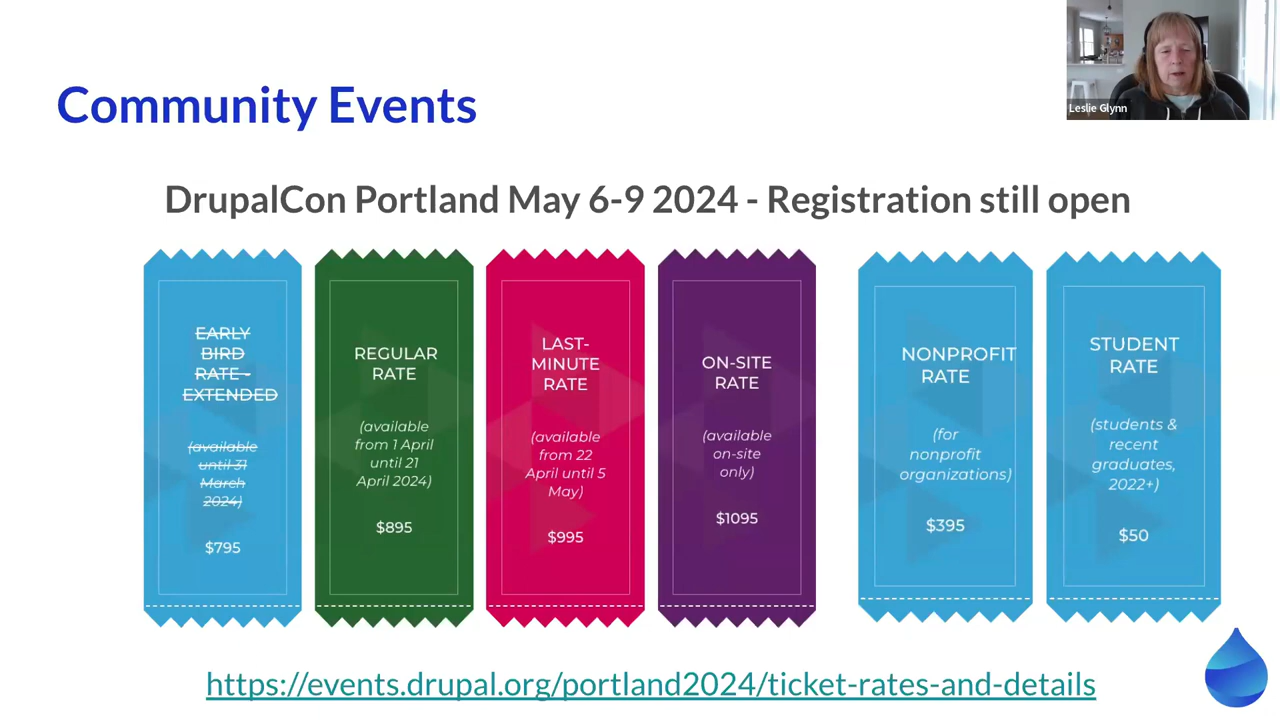 Leslie Glynn
Community Events
DrupalCon Portland May 6-9 2024 - Registration still open
EARLY
BIRD
RATE -
EXTENDED
(available
until 31
March
2024)
$795
REGULAR
RATE
(available
from 1 April
until 21
April 2024)
$895
LAST-
MINUTE
RATE
(available
from 22
April until 5
May)
$995
ON-SITE
RATE
(available
on-site
only)
$1095
NONPROFIT
RATE
(for
nonprofit
organizations)
$395
STUDENT
RATE
(students &
recent
graduates,
2022+)
$50
https://events.drupal.org/portland2024/ticket-rates-and-details